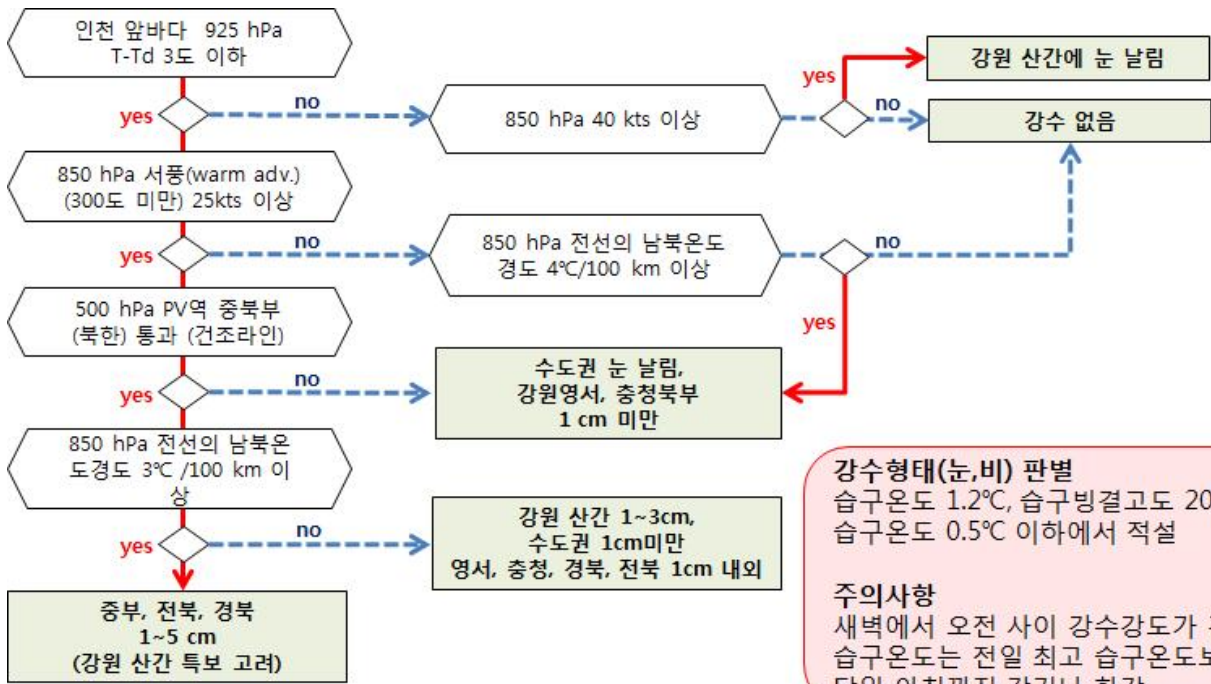 인천 앞바다 925 hPa
T-Td 3도 이하
yes
no
850 hPa 40 kts 이상
yes
no
강원 산간에 눈 날림
강수 없음
850 hPa 서풍(warm adv.)
(300도 미만) 25kts 이상
yes
no
850 hPa 전선의 남북온도
경도 4℃/100 km 이상
no
yes
500 hPa PV역 중북부
(북한) 통과 (건조라인)
yes
no
수도권 눈 날림,
강원영서, 충청북부
1 cm 미만
850 hPa 전선의 남북온
도경도 3℃ /100 km 이
상
yes
no
강원 산간 1~3cm,
수도권 1cm미만
영서, 충청, 경북, 전북 1cm 내외
중부, 전북, 경북
1~5 cm
(강원 산간 특보 고려)
강수형태(눈,비) 판별
습구온도 1.2℃, 습구빙결고도 20
습구온도 0.5℃ 이하에서 적설
주의사항
새벽에서 오전 사이 강수강도가
습구온도는 전일 최고 습구온도보